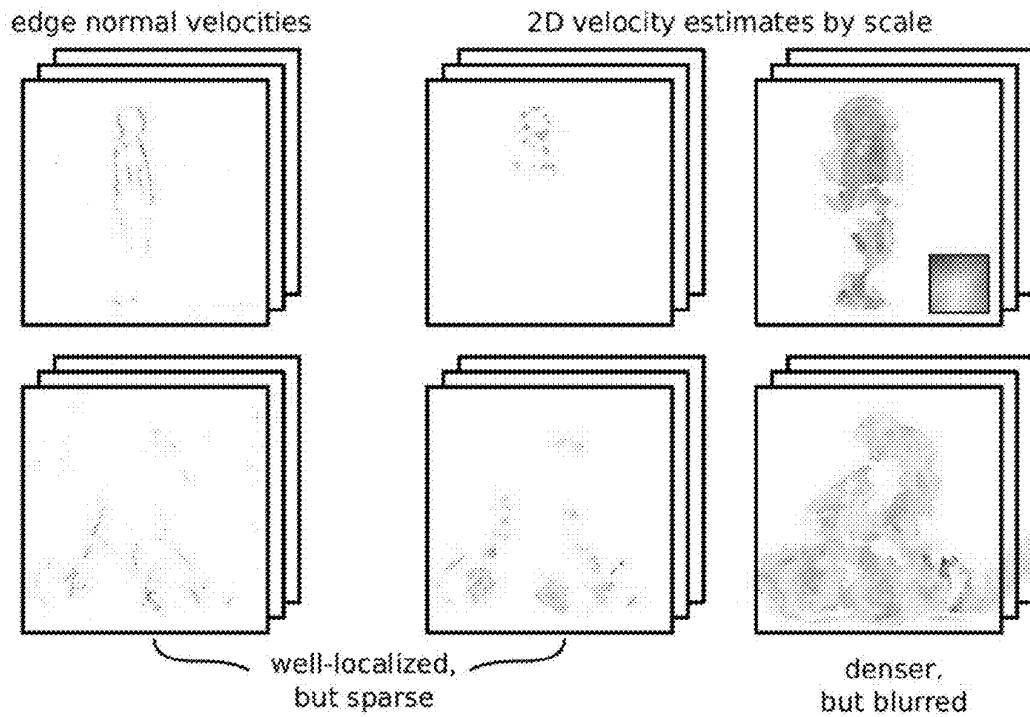 edge normal velocities
2D velocity estimates by scale
well-localized,
but sparse
denser,
but blurred